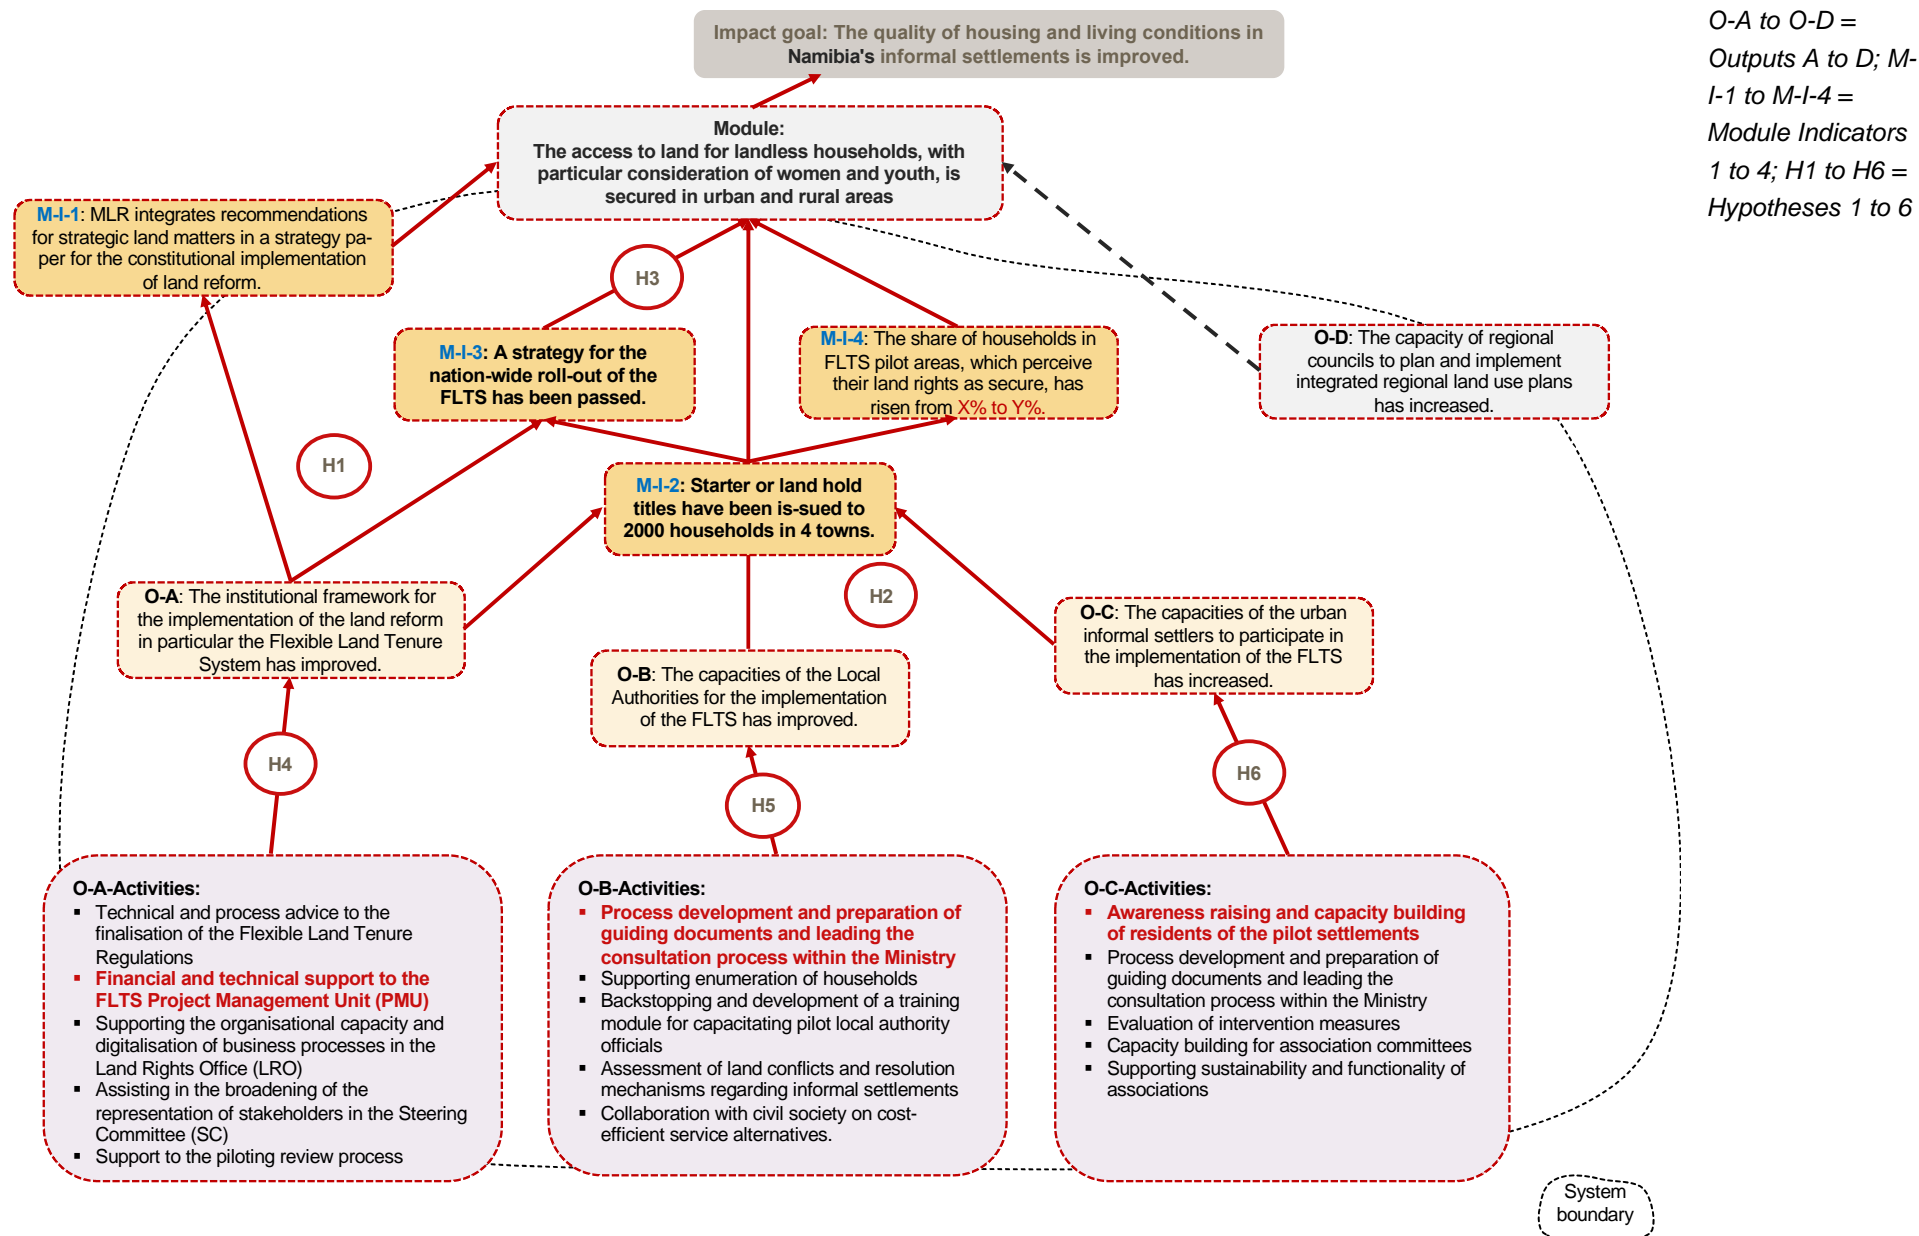 Impact goal: The quality of housing and living conditions in
Namibia's informal settlements is improved.
O-A to O-D =
Outputs A to D; M-
I-1 to M-I-4 =
Module Indicators
1 to 4; H1 to H6 =
Hypotheses 1 to 6
Module:
The access to land for landless households, with
particular consideration of women and youth, is
secured in urban and rural areas
M-I-1: MLR integrates recommendations
for strategic land matters in a strategy pa-
per for the constitutional implementation
of land reform.
H3
M-I-3: A strategy for the
nation-wide roll-out of the
FLTS has been passed.
M-I-4: The share of households in
FLTS pilot areas, which perceive
their land rights as secure, has
risen from X% to Y%.
O-D: The capacity of regional
councils to plan and implement
integrated regional land use plans
has increased.
H1
M-I-2: Starter or land hold
titles have been is-sued to
2000 households in 4 towns.
H2
O-A: The institutional framework for
the implementation of the land reform
in particular the Flexible Land Tenure
System has improved.
O-B: The capacities of the Local
Authorities for the implementation
of the FLTS has improved.
O-C: The capacities of the urban
informal settlers to participate in
the implementation of the FLTS
has increased.
H4
H5
H6
O-A-Activities:
▪ Technical and process advice to the
finalisation of the Flexible Land Tenure
Regulations
▪ Financial and technical support to the
FLTS Project Management Unit (PMU)
▪ Supporting the organisational capacity and
digitalisation of business processes in the
Land Rights Office (LRO)
▪ Assisting in the broadening of the
representation of stakeholders in the Steering
Committee (SC)
▪ Support to the piloting review process
O-B-Activities:
▪ Process development and preparation of
guiding documents and leading the
consultation process within the Ministry
▪ Supporting enumeration of households
▪ Backstopping and development of a training
module for capacitating pilot local authority
officials
▪ Assessment of land conflicts and resolution
mechanisms regarding informal settlements
▪ Collaboration with civil society on cost-
efficient service alternatives.
O-C-Activities:
▪ Awareness raising and capacity building
of residents of the pilot settlements
▪ Process development and preparation of
guiding documents and leading the
consultation process within the Ministry
▪ Evaluation of intervention measures
▪ Capacity building for association committees
▪ Supporting sustainability and functionality of
associations
System
boundary